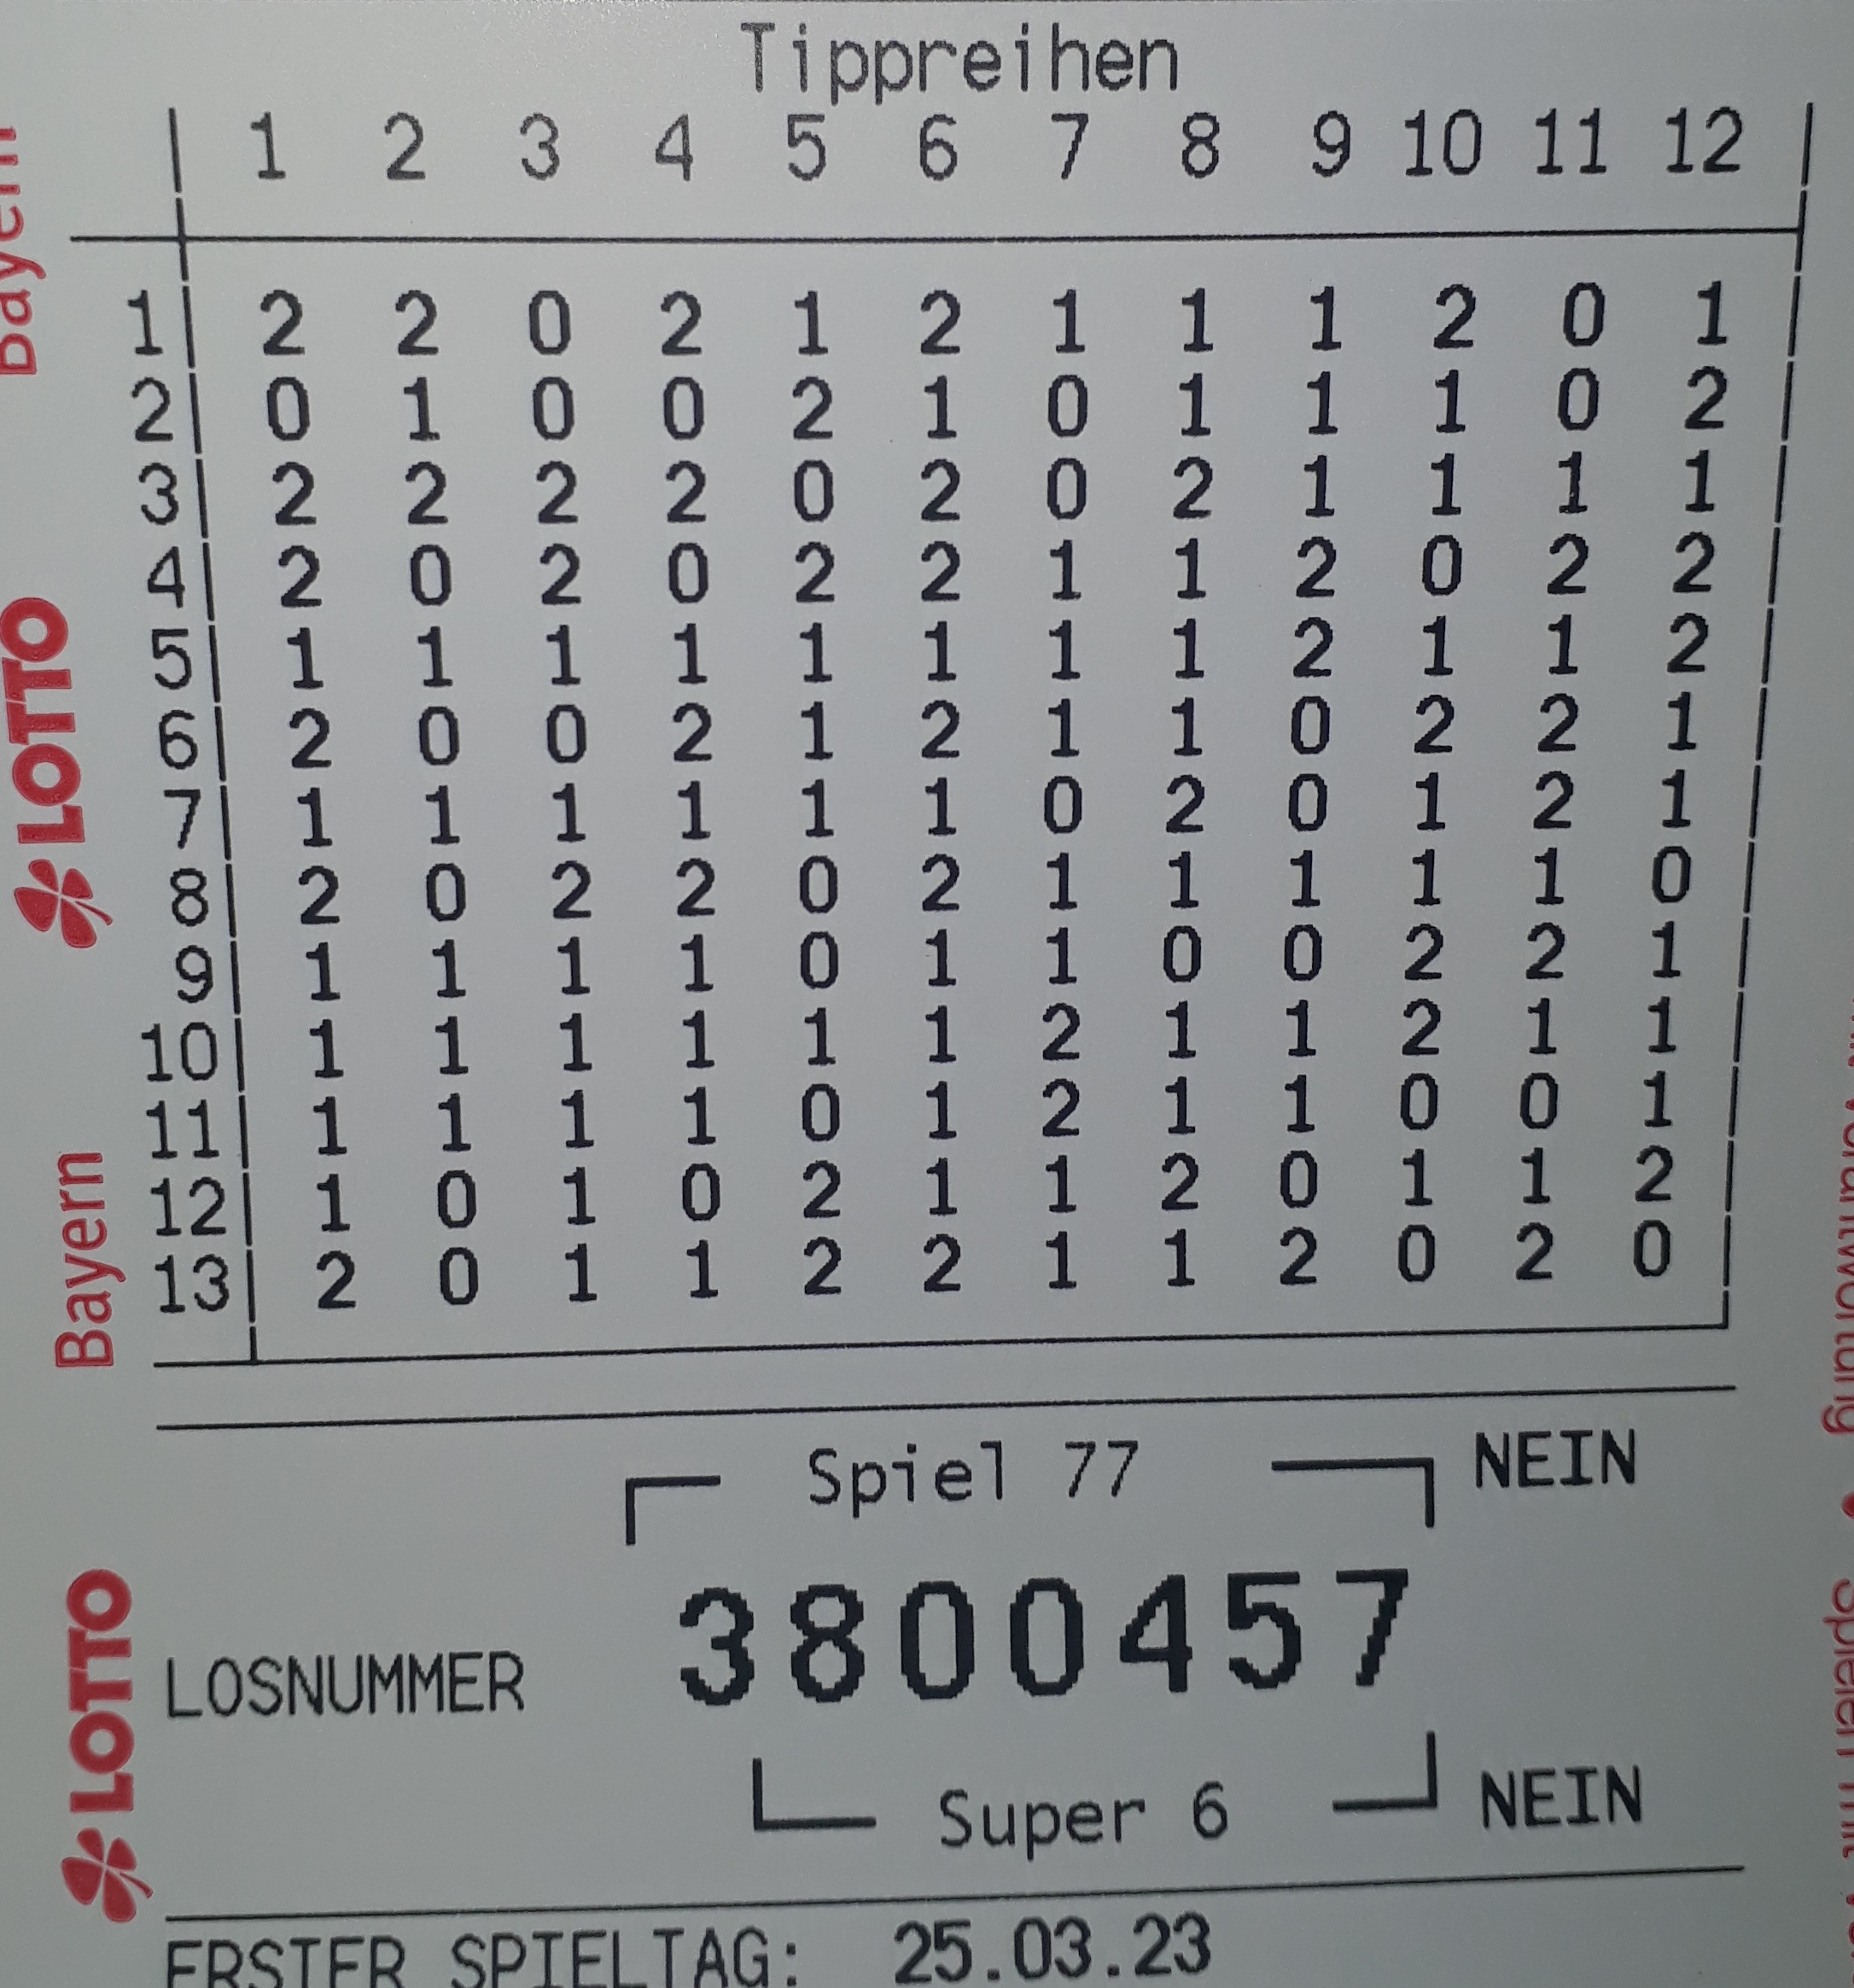 Tippreihen
1 2 3 4 5 6 7 8 9 10 11 12
1 2 2 0 2 1 2 1 1 1 2 0 1
2 0 1 0 0 2 1 0 1 1 1 0 2
3 2 2 2 2 0 2 0 2 1 1 1 1
4 2 0 2 0 2 2 1 1 2 0 2 2
5 1 1 1 1 1 1 1 1 2 1 1 2
6 2 0 0 2 1 2 1 1 0 2 2 1
7 1 1 1 1 1 1 0 2 0 1 2 1
8 2 0 2 2 0 2 1 1 1 1 1 0
9 1 1 1 1 0 1 1 0 0 2 2 1
10 1 1 1 1 1 1 2 1 1 2 1 1
11 1 1 1 1 0 1 2 1 1 0 0 1
12 1 0 1 0 2 1 1 2 0 1 1 2
13 2 0 1 1 2 2 1 1 2 0 2 0
Spiel 77 NEIN
LOSNUMMER 3800457
Super 6 NEIN
ERSTER SPIELTAG: 25.03.23
Bayern
LOTTO
Bayern
LOTTO
Spielen mit